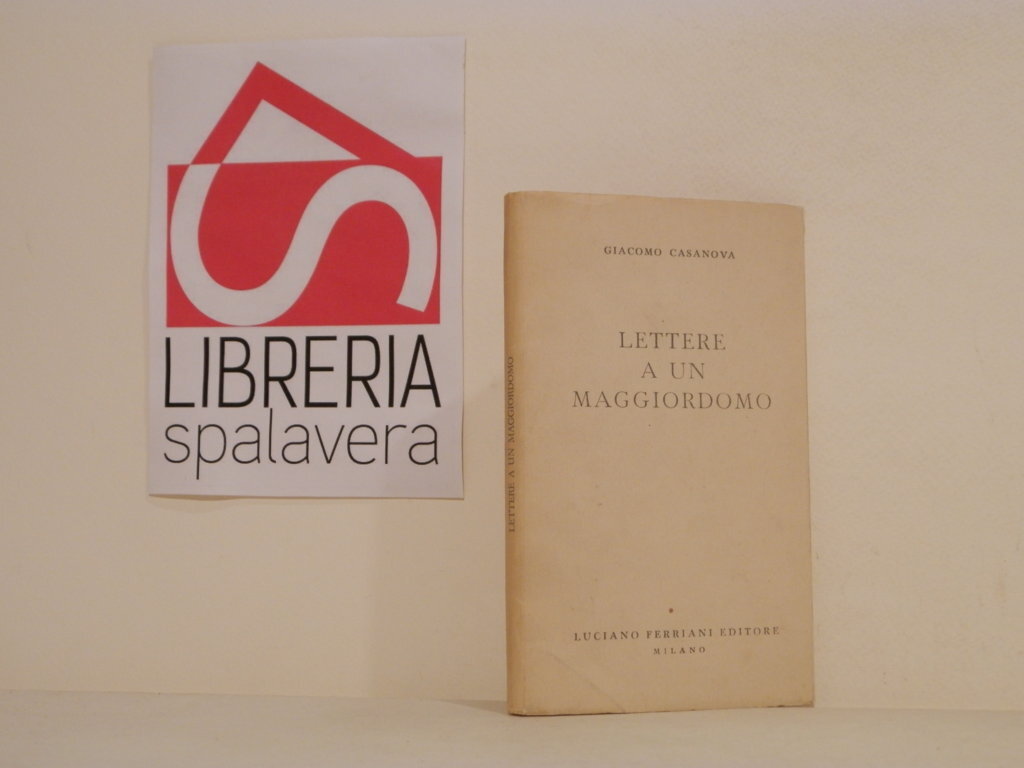 LIBRERIA
spalavera
GIACOMO CASANOVA
LETTERE
A UN
MAGGIORDOMO
LUCIANO FERRIANI EDITORE
MILANO
LETTERE A UN MAGGIORDOMO